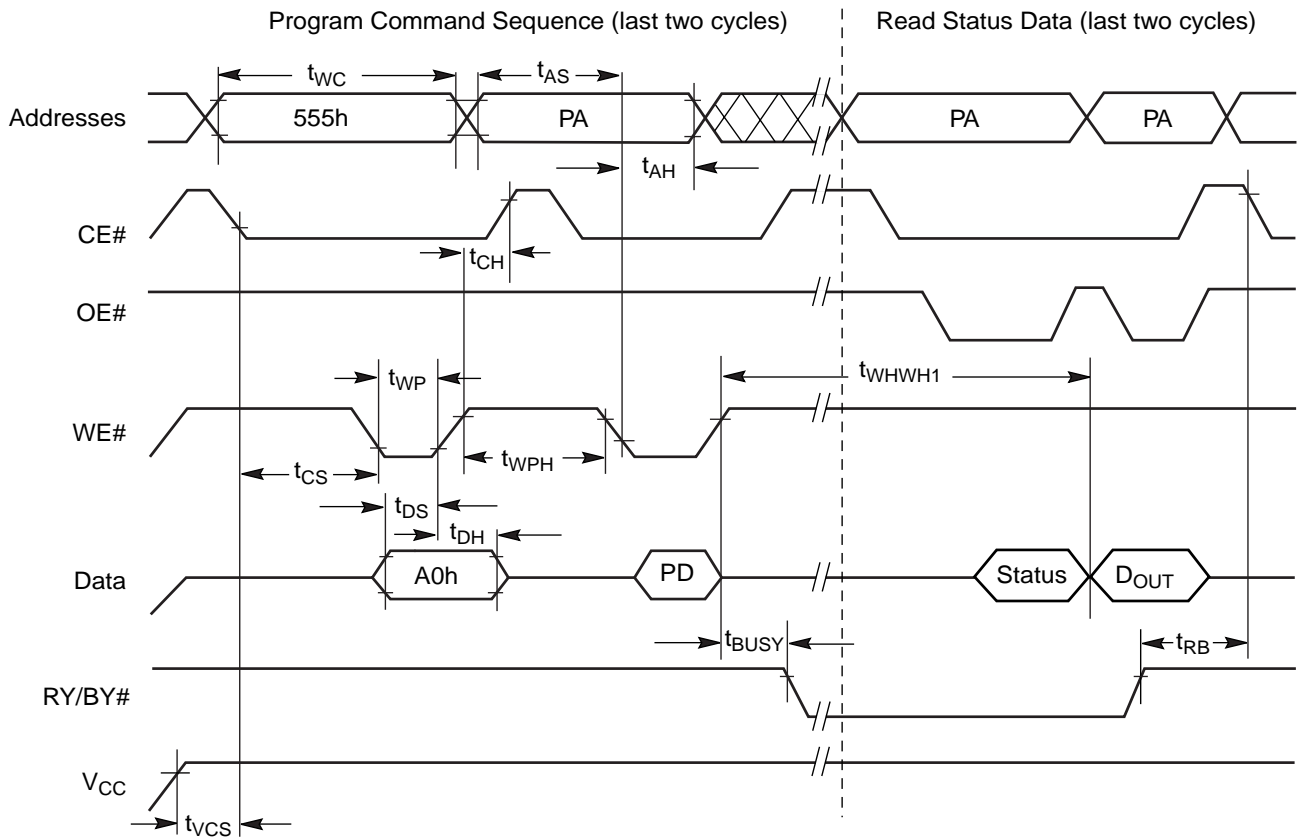 Program Command Sequence (last two cycles) Read Status Data (last two cycles)
tWC tAS
Addresses 555h PA PA PA
tAH
CE#
tCH
OE#
tWP tWHWH1
WE#
tCS tWPH
tDS
tDH
Data A0h PD Status DOUT
tBUSY tRB
RY/BY#
VCC
tVCS